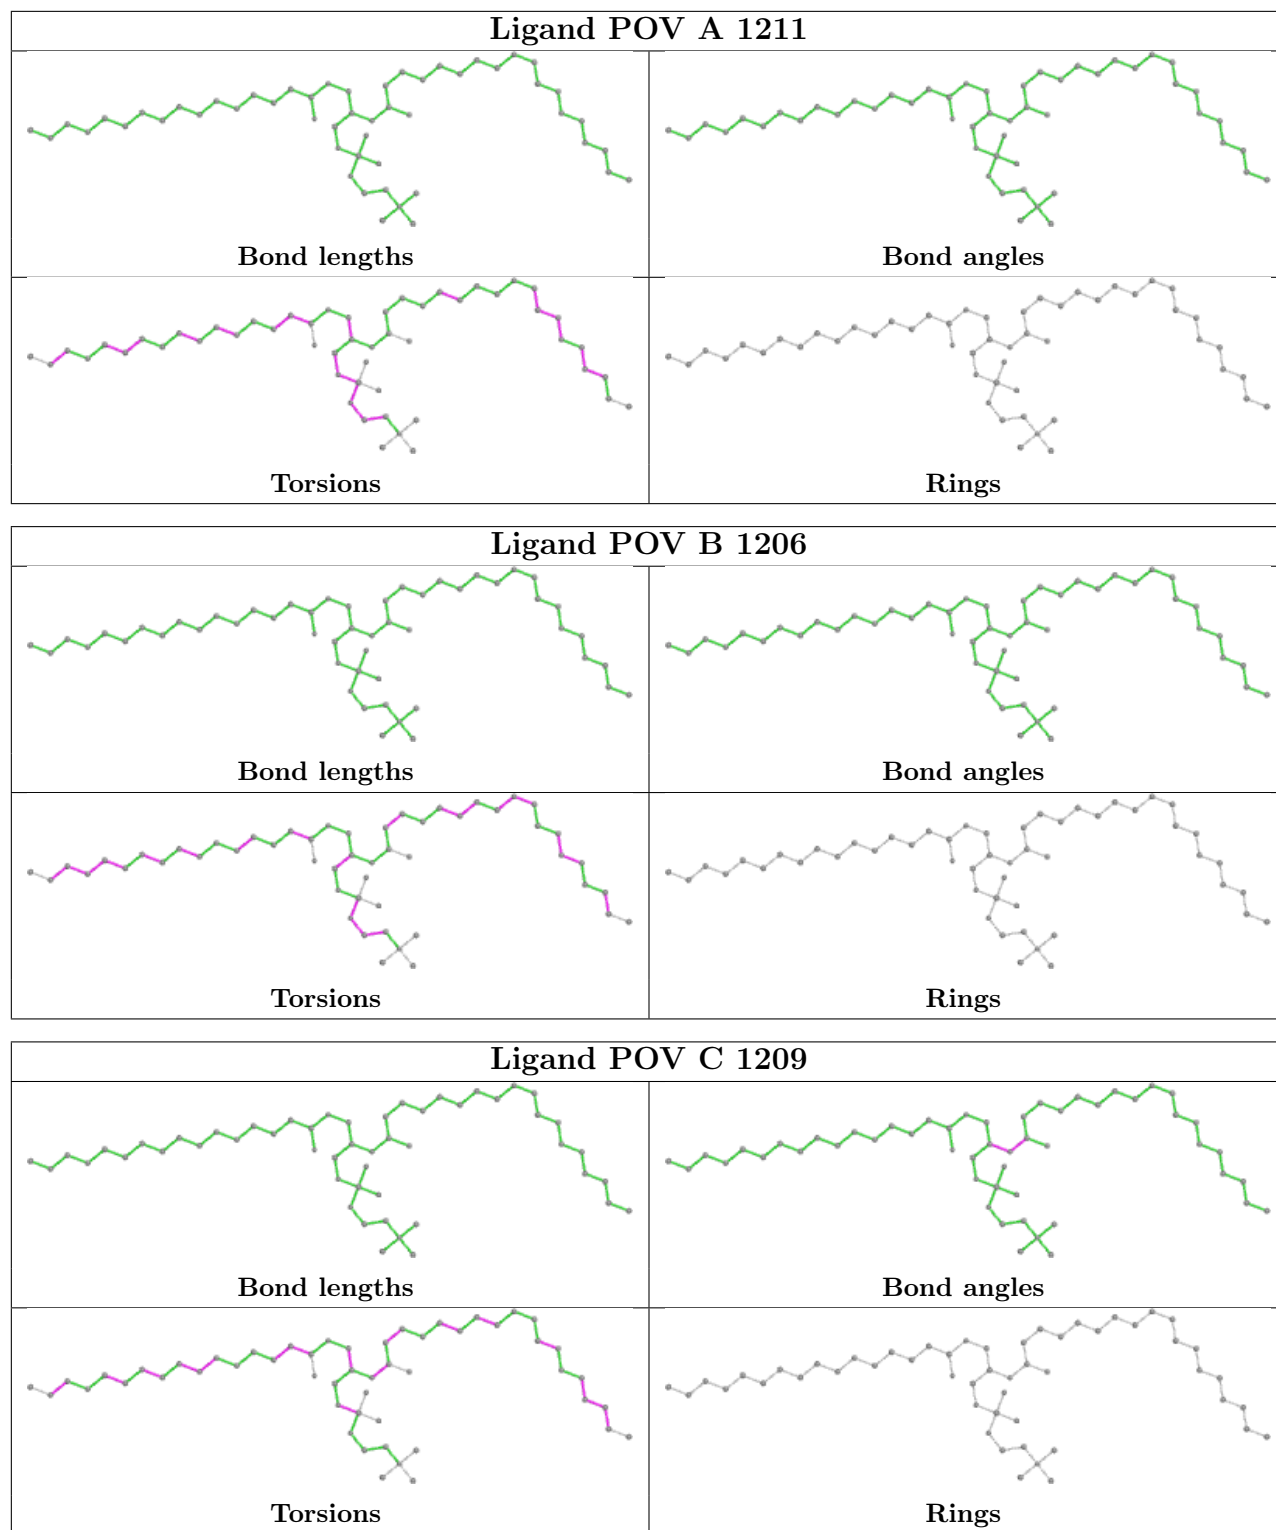 Ligand POV A 1211
Bond lengths
Bond angles
Torsions
Rings
Ligand POV B 1206
Bond lengths
Bond angles
Torsions
Rings
Ligand POV C 1209
Bond lengths
Bond angles
Torsions
Rings